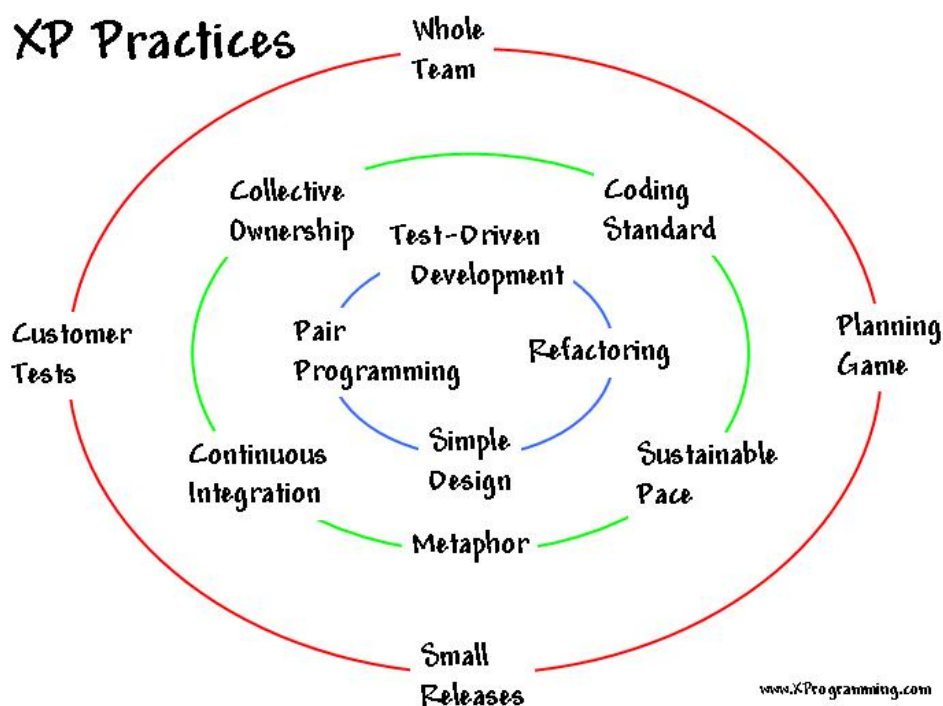 XP Practices
Whole
Team
Collective
Ownership
Coding
Standard
Test-Driven
Development
Customer
Tests
Pair
Programming
Refactoring
Planning
Game
Continuous
Integration
Simple
Design
Sustainable
Pace
Metaphor
Small
Releases
www.XProgramming.com